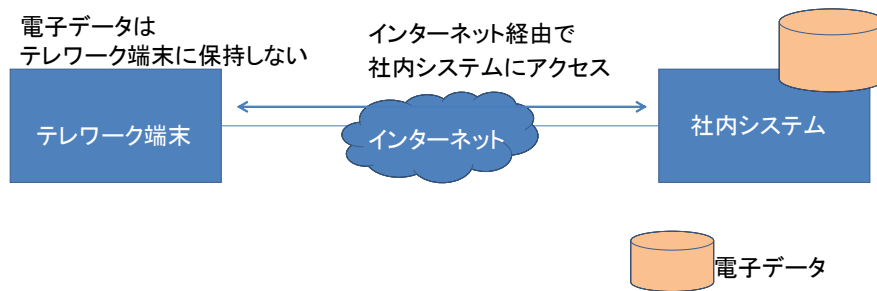 電子データは
テレワーク端末に保持しない
インターネット経由で
社内システムにアクセス
テレワーク端末
インターネット
社内システム
電子データ